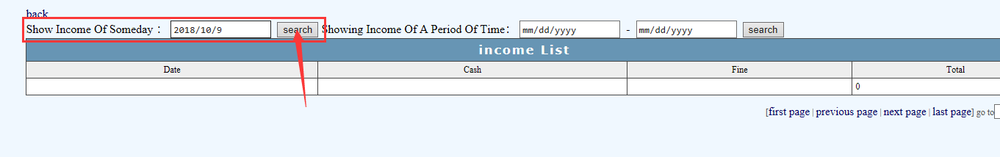 back
Show Income Of Someday： 2018/10/9 search Showing Income Of A Period Of Time： mm/dd/yyyy - mm/dd/yyyy search
income List
Date Cash Fine Total
0
[first page | previous page | next page | last page] go to